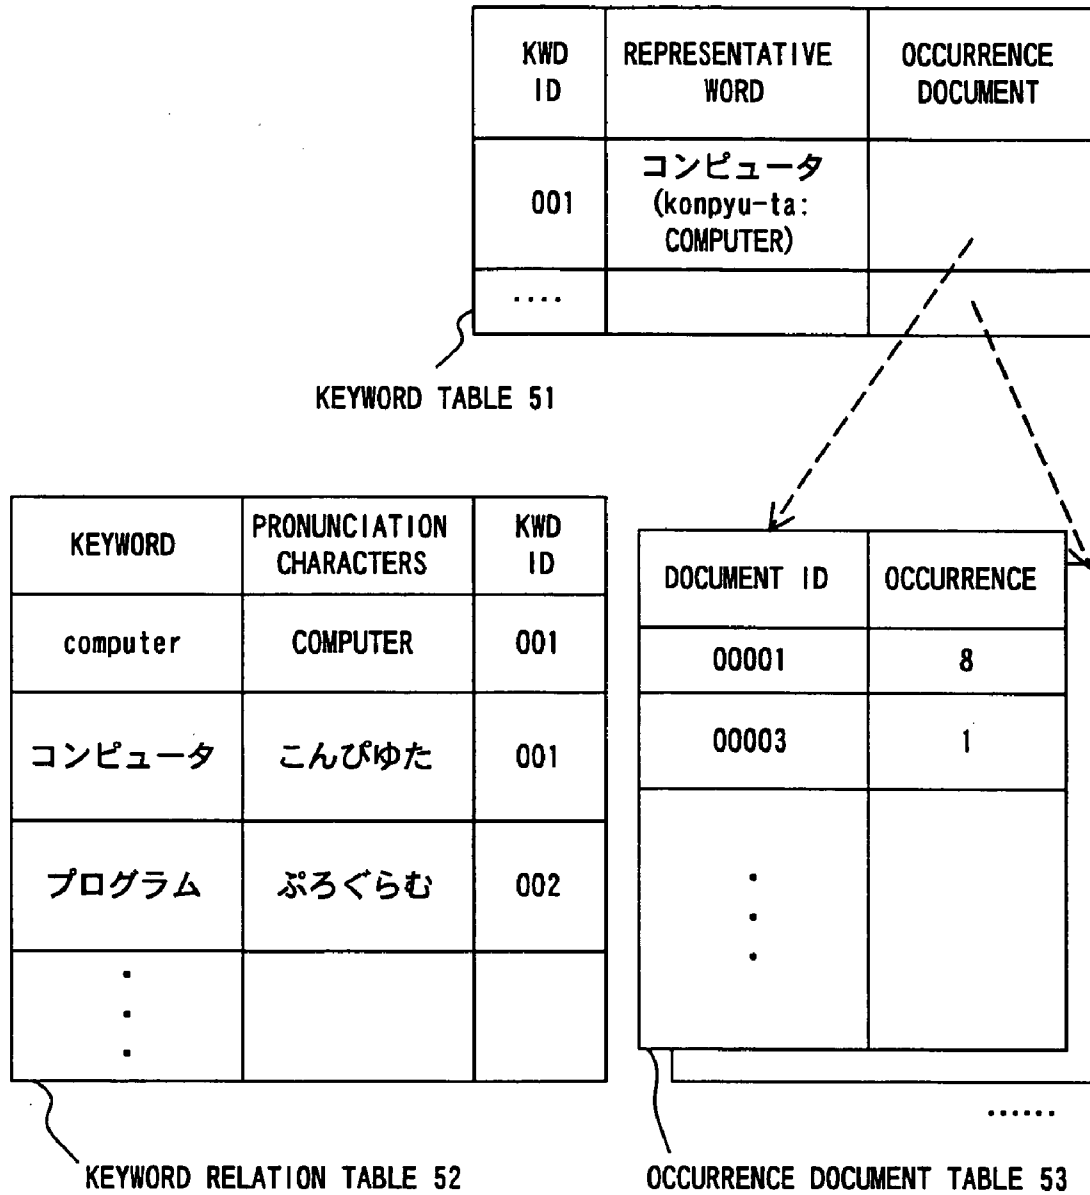 KWD ID
REPRESENTATIVE WORD
OCCURRENCE DOCUMENT
001
コンピュータ
(konpyu-ta:
COMPUTER)
....
KEYWORD TABLE 51
KEYWORD
PRONUNCIATION CHARACTERS
KWD ID
computer
COMPUTER
001
コンピュータ
こんぴゆた
001
プログラム
ぷろぐらむ
002
DOCUMENT ID
OCCURRENCE
00001
8
00003
1
......
KEYWORD RELATION TABLE 52
OCCURRENCE DOCUMENT TABLE 53